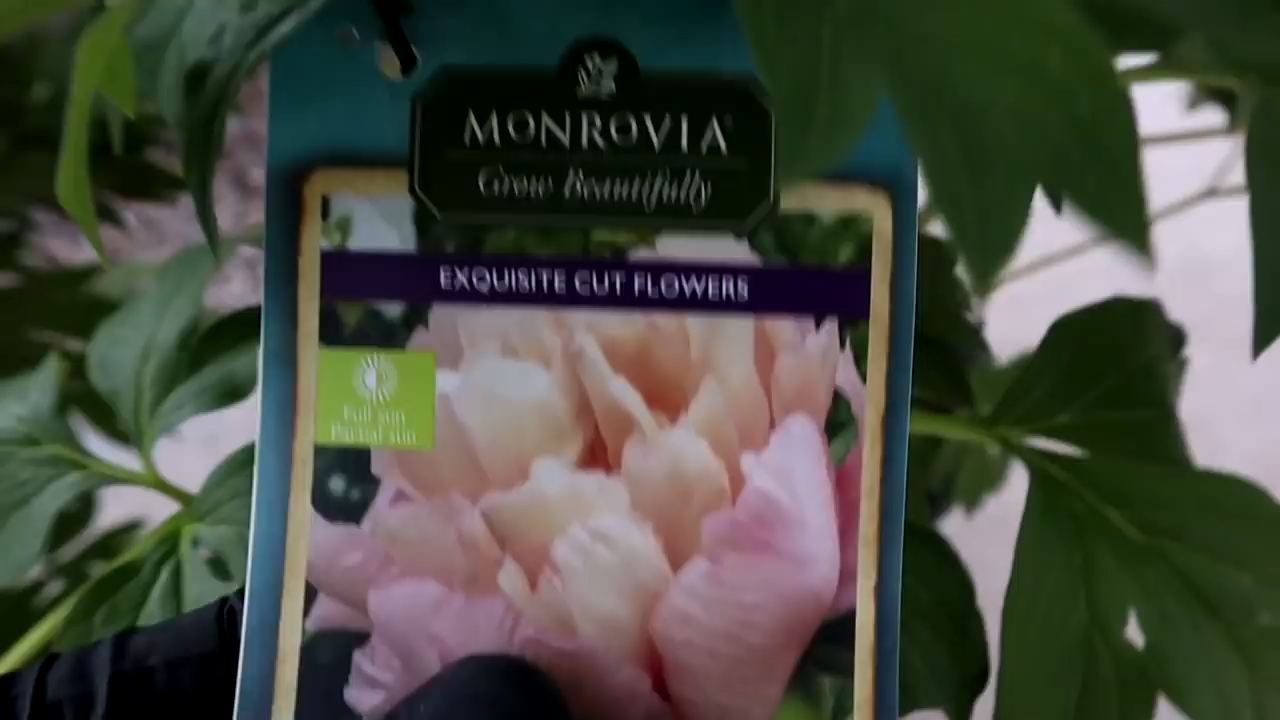 MONROVIA
Grow Beautifully
EXQUISITE CUT FLOWERS
Full sun
Partial sun